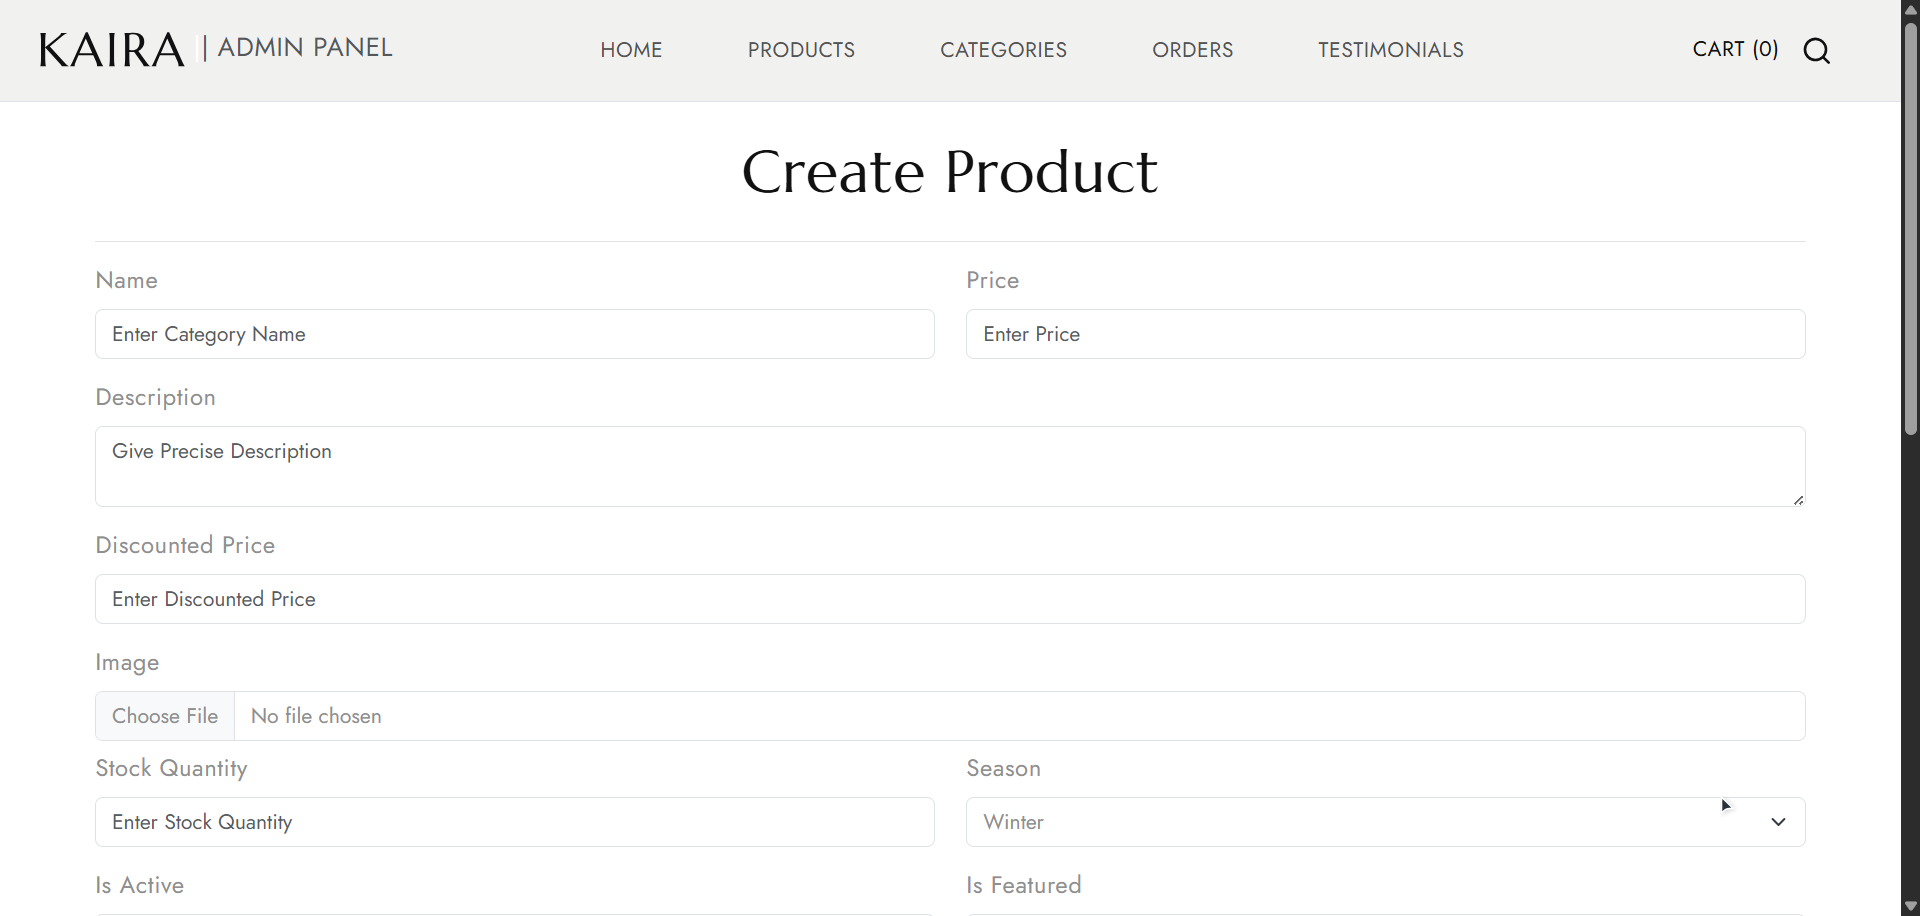 KAIRA | ADMIN PANEL HOME PRODUCTS CATEGORIES ORDERS TESTIMONIALS CART (0)
Create Product
Name Price
Enter Category Name Enter Price
Description
Give Precise Description
Discounted Price
Enter Discounted Price
Image
Choose File No file chosen
Stock Quantity Season
Enter Stock Quantity Winter
Is Active Is Featured